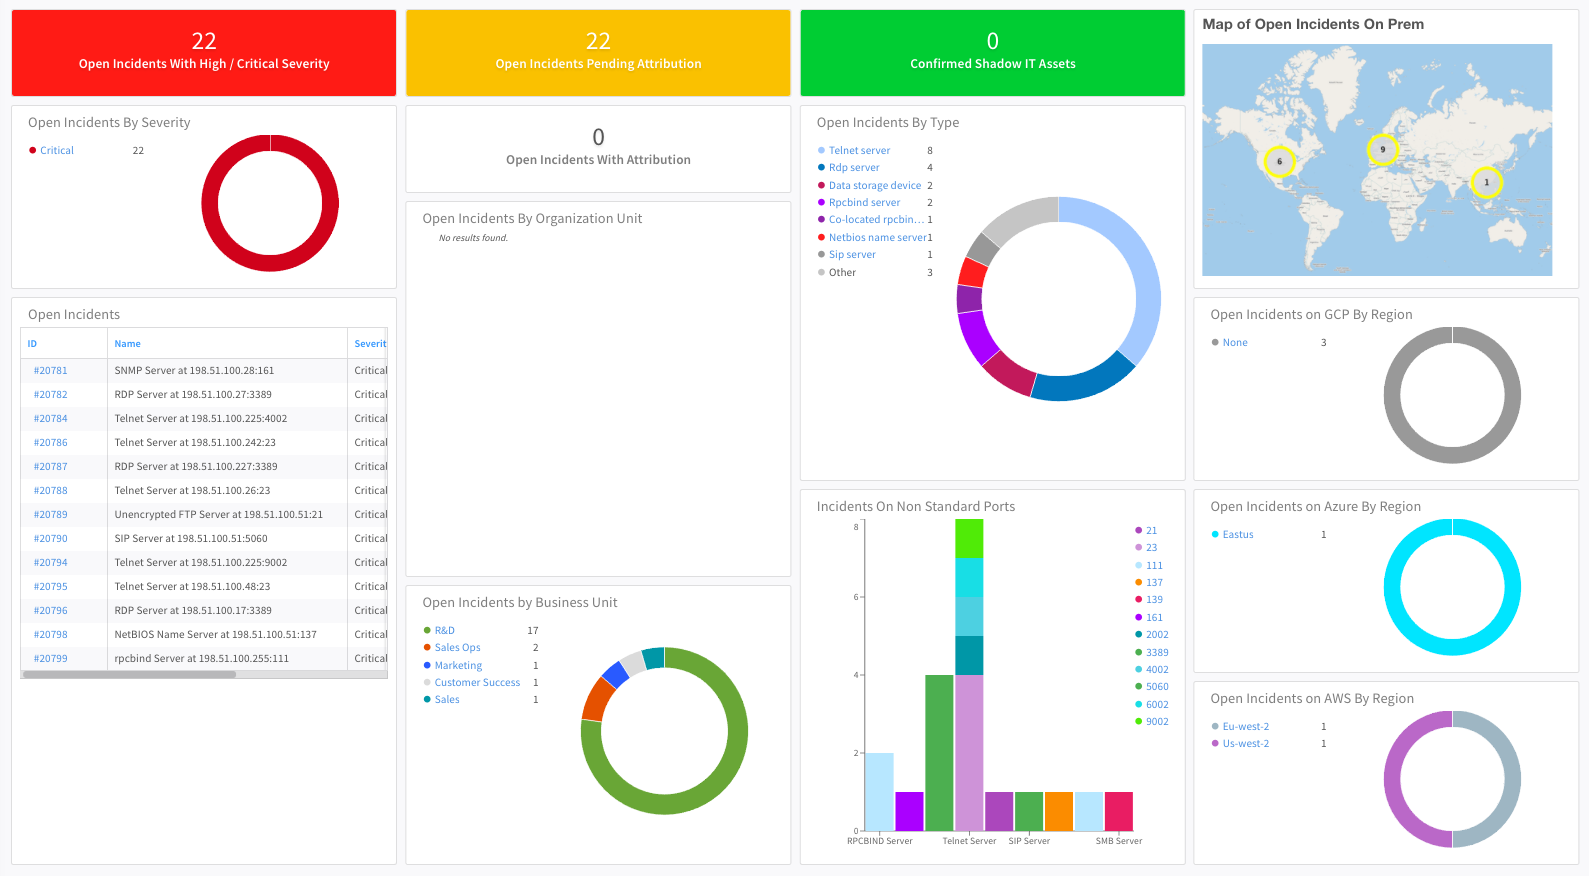 22
Open Incidents With High / Critical Severity
22
Open Incidents Pending Attribution
0
Confirmed Shadow IT Assets
Map of Open Incidents On Prem
6
9
1
Open Incidents By Severity
Critical 22
0
Open Incidents With Attribution
Open Incidents By Type
Telnet server 8
Rdp server 4
Data storage device 2
Rpcbind server 2
Co-located rpcbin... 1
Netbios name server 1
Sip server 1
Other 3
Open Incidents By Organization Unit
No results found.
Open Incidents
ID Name Severit
#20781 SNMP Server at 198.51.100.28:161 Critical
#20782 RDP Server at 198.51.100.27:3389 Critical
#20784 Telnet Server at 198.51.100.225:4002 Critical
#20786 Telnet Server at 198.51.100.242:23 Critical
#20787 RDP Server at 198.51.100.227:3389 Critical
#20788 Telnet Server at 198.51.100.26:23 Critical
#20789 Unencrypted FTP Server at 198.51.100.51:21 Critical
#20790 SIP Server at 198.51.100.51:5060 Critical
#20794 Telnet Server at 198.51.100.225:9002 Critical
#20795 Telnet Server at 198.51.100.48:23 Critical
#20796 RDP Server at 198.51.100.17:3389 Critical
#20798 NetBIOS Name Server at 198.51.100.51:137 Critical
#20799 rpcbind Server at 198.51.100.255:111 Critical
Open Incidents by Business Unit
R&D 17
Sales Ops 2
Marketing 1
Customer Success 1
Sales 1
Incidents On Non Standard Ports
8
6
4
2
0
RPCBIND Server Telnet Server SIP Server SMB Server
21
23
111
137
139
161
2002
3389
4002
5060
6002
9002
Open Incidents on GCP By Region
None 3
Open Incidents on Azure By Region
Eastus 1
Open Incidents on AWS By Region
Eu-west-2 1
Us-west-2 1